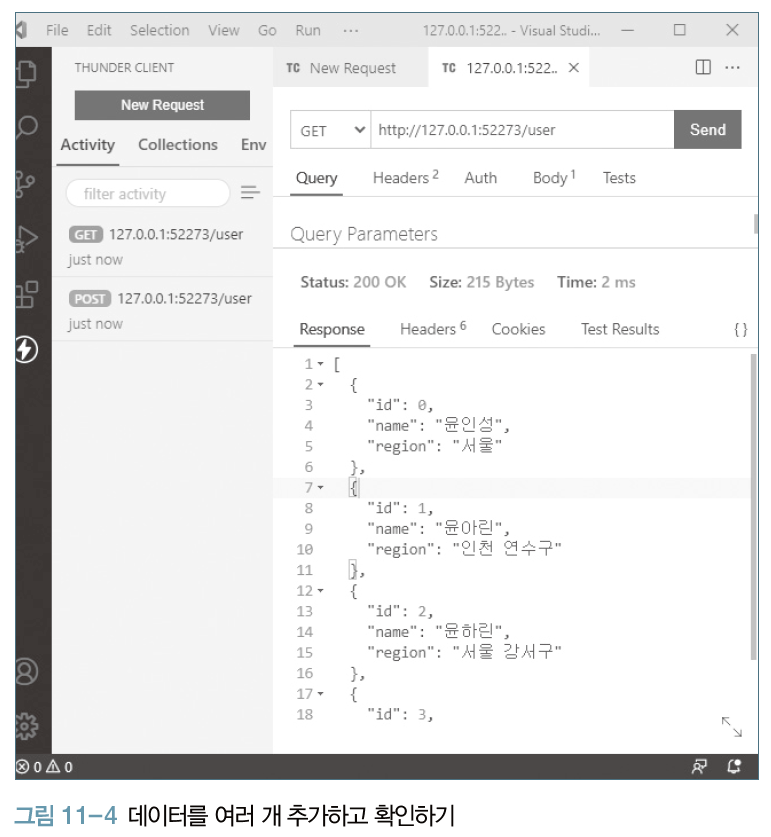 File Edit Selection View Go Run ··· 127.0.0.1:522.. - Visual Studi...
THUNDER CLIENT
New Request
Activity Collections Env
filter activity
GET 127.0.0.1:52273/user
just now
POST 127.0.0.1:52273/user
just now
TC New Request TC 127.0.0.1:522.. ×
GET http://127.0.0.1:52273/user Send
Query Headers 2 Auth Body 1 Tests
Query Parameters
Status: 200 OK Size: 215 Bytes Time: 2 ms
Response Headers 6 Cookies Test Results {}
1 [
2 {
3 "id": 0,
4 "name": "윤인성",
5 "region": "서울"
6 },
7 {
8 "id": 1,
9 "name": "윤아린",
10 "region": "인천 연수구"
11 },
12 {
13 "id": 2,
14 "name": "윤하린",
15 "region": "서울 강서구"
16 },
17 {
18 "id": 3,
0 0
그림 11-4 데이터를 여러 개 추가하고 확인하기